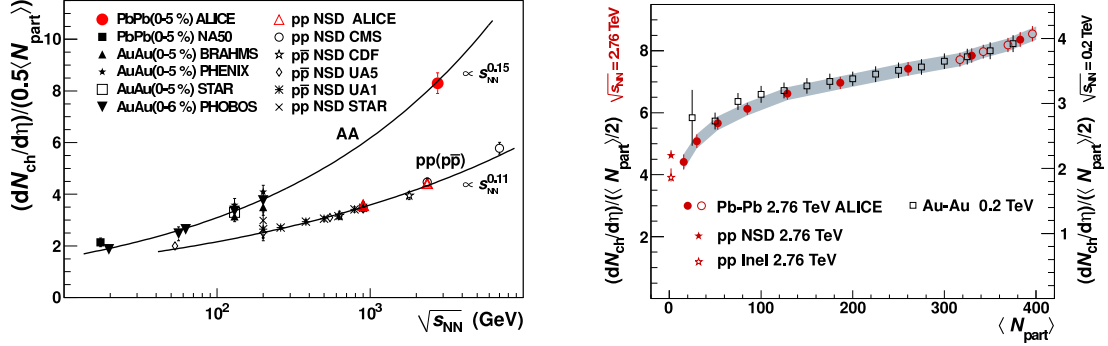 (dN_ch/dη)/(0.5⟨N_part⟩)
10
8
6
4
2
0
PbPb(0-5 %) ALICE
PbPb(0-5 %) NA50
AuAu(0-5 %) BRAHMS
AuAu(0-5 %) PHENIX
AuAu(0-5 %) STAR
AuAu(0-6 %) PHOBOS
pp NSD ALICE
pp NSD CMS
pp̄ NSD CDF
pp̄ NSD UA5
pp̄ NSD UA1
pp NSD STAR
∝ s_NN^0.15
AA
pp(pp̄)
∝ s_NN^0.11
10²
10³
√s_NN (GeV)
(dN_ch/dη)/(⟨N_part⟩/2) √s_NN = 2.76 TeV
8
6
4
2
Pb-Pb 2.76 TeV ALICE
Au-Au 0.2 TeV
pp NSD 2.76 TeV
pp Inel 2.76 TeV
0
100
200
300
400
⟨N_part⟩
4
3
2
1
(dN_ch/dη)/(⟨N_part⟩/2) √s_NN = 0.2 TeV